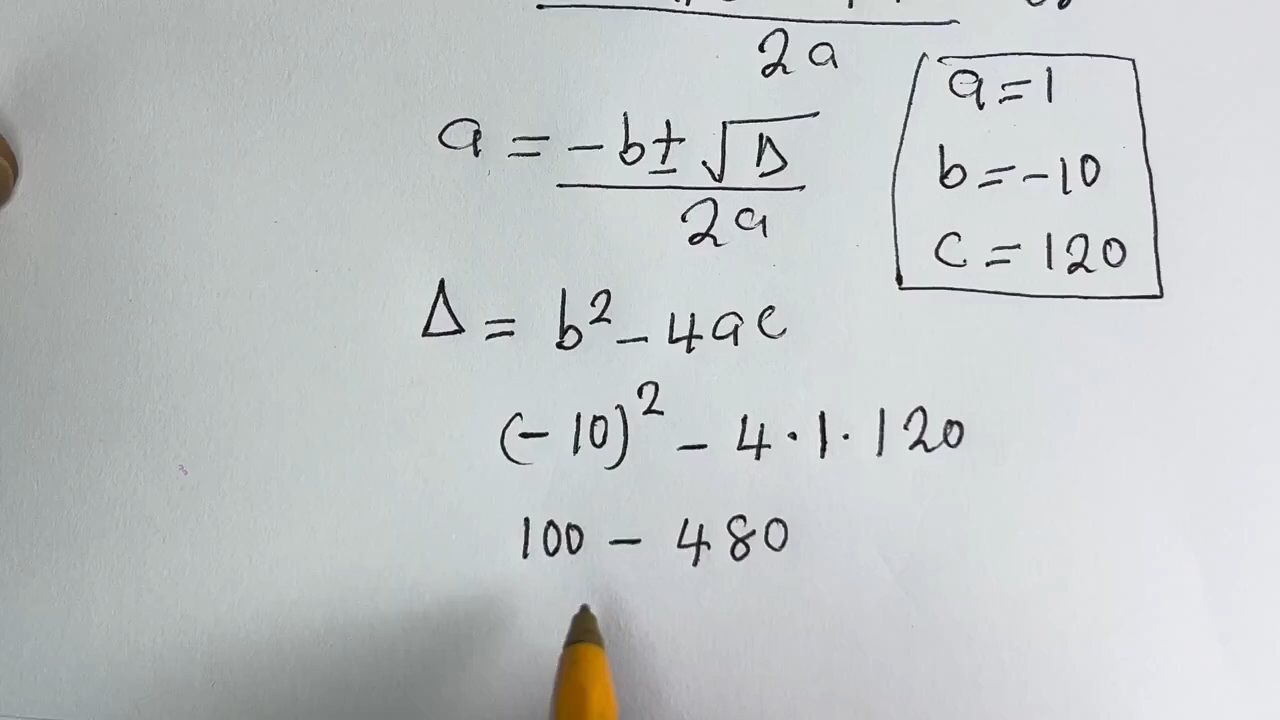 2a
a = -b ± √Δ
2a
a = 1
b = -10
c = 120
Δ = b² - 4ac
(-10)² - 4·1·120
100 - 480